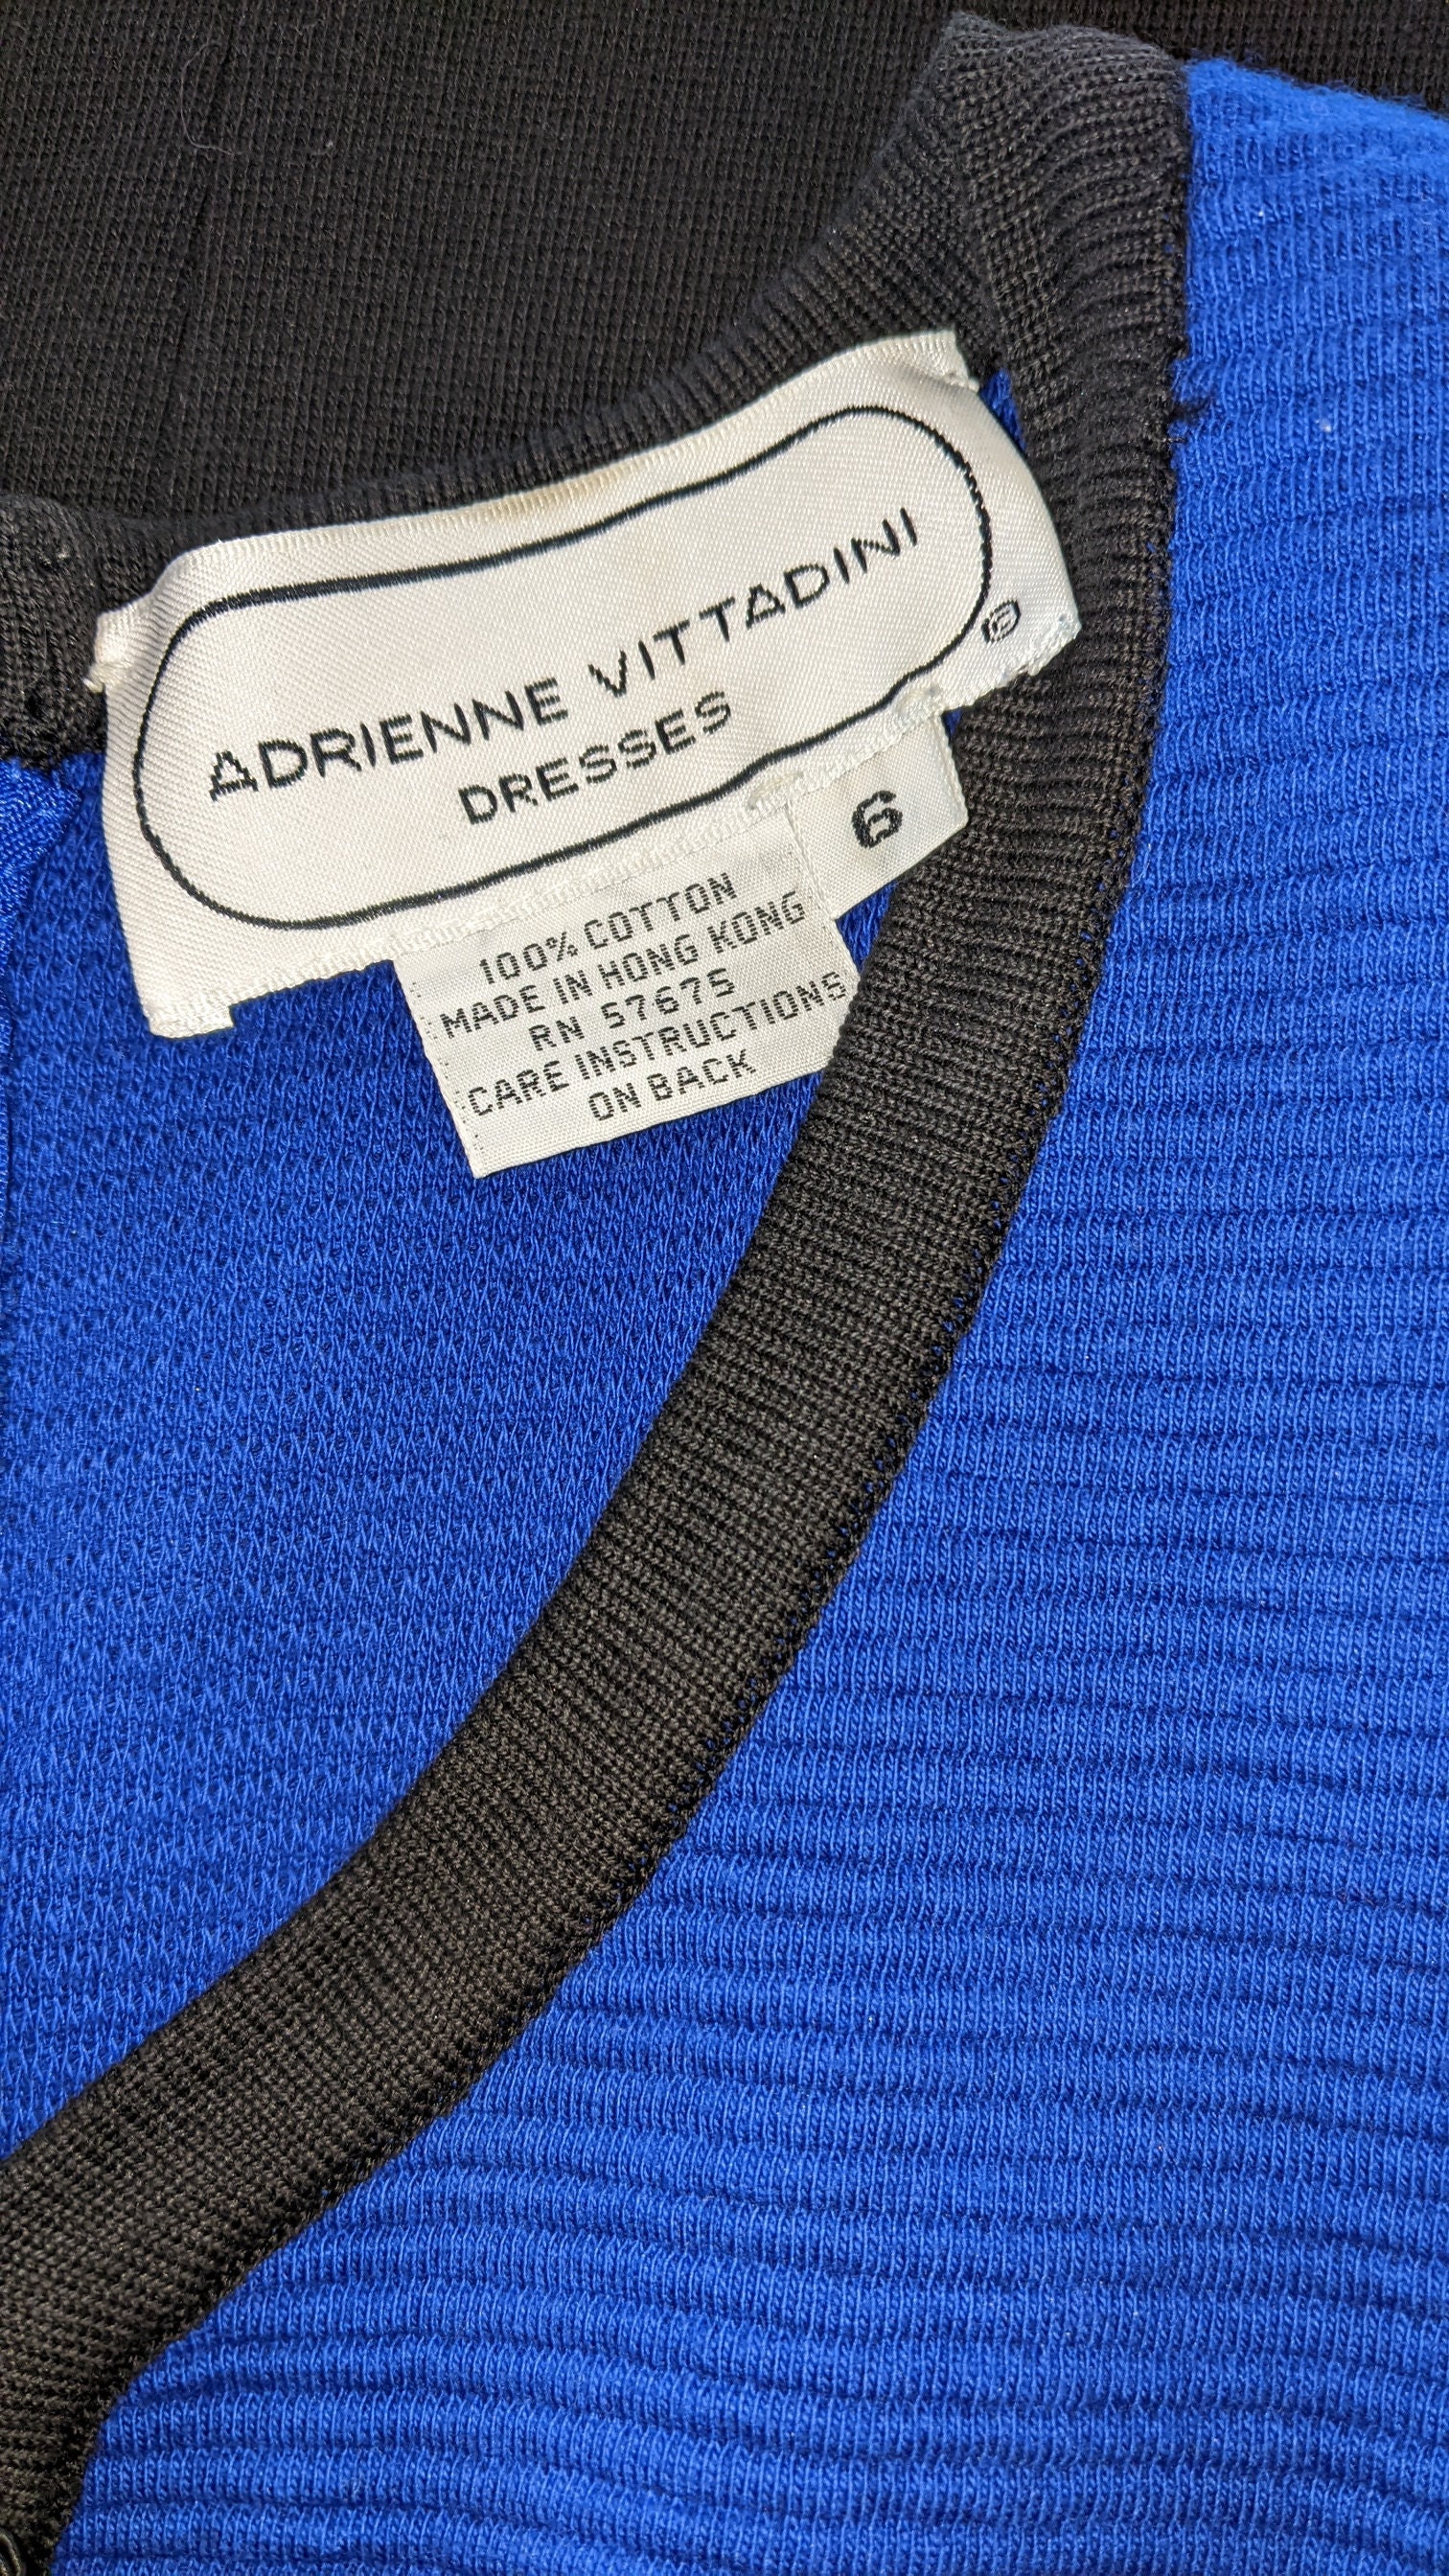 ADRIENNE VITTADINI
DRESSES
®
6
100% COTTON
MADE IN HONG KONG
RN 57675
CARE INSTRUCTIONS
ON BACK